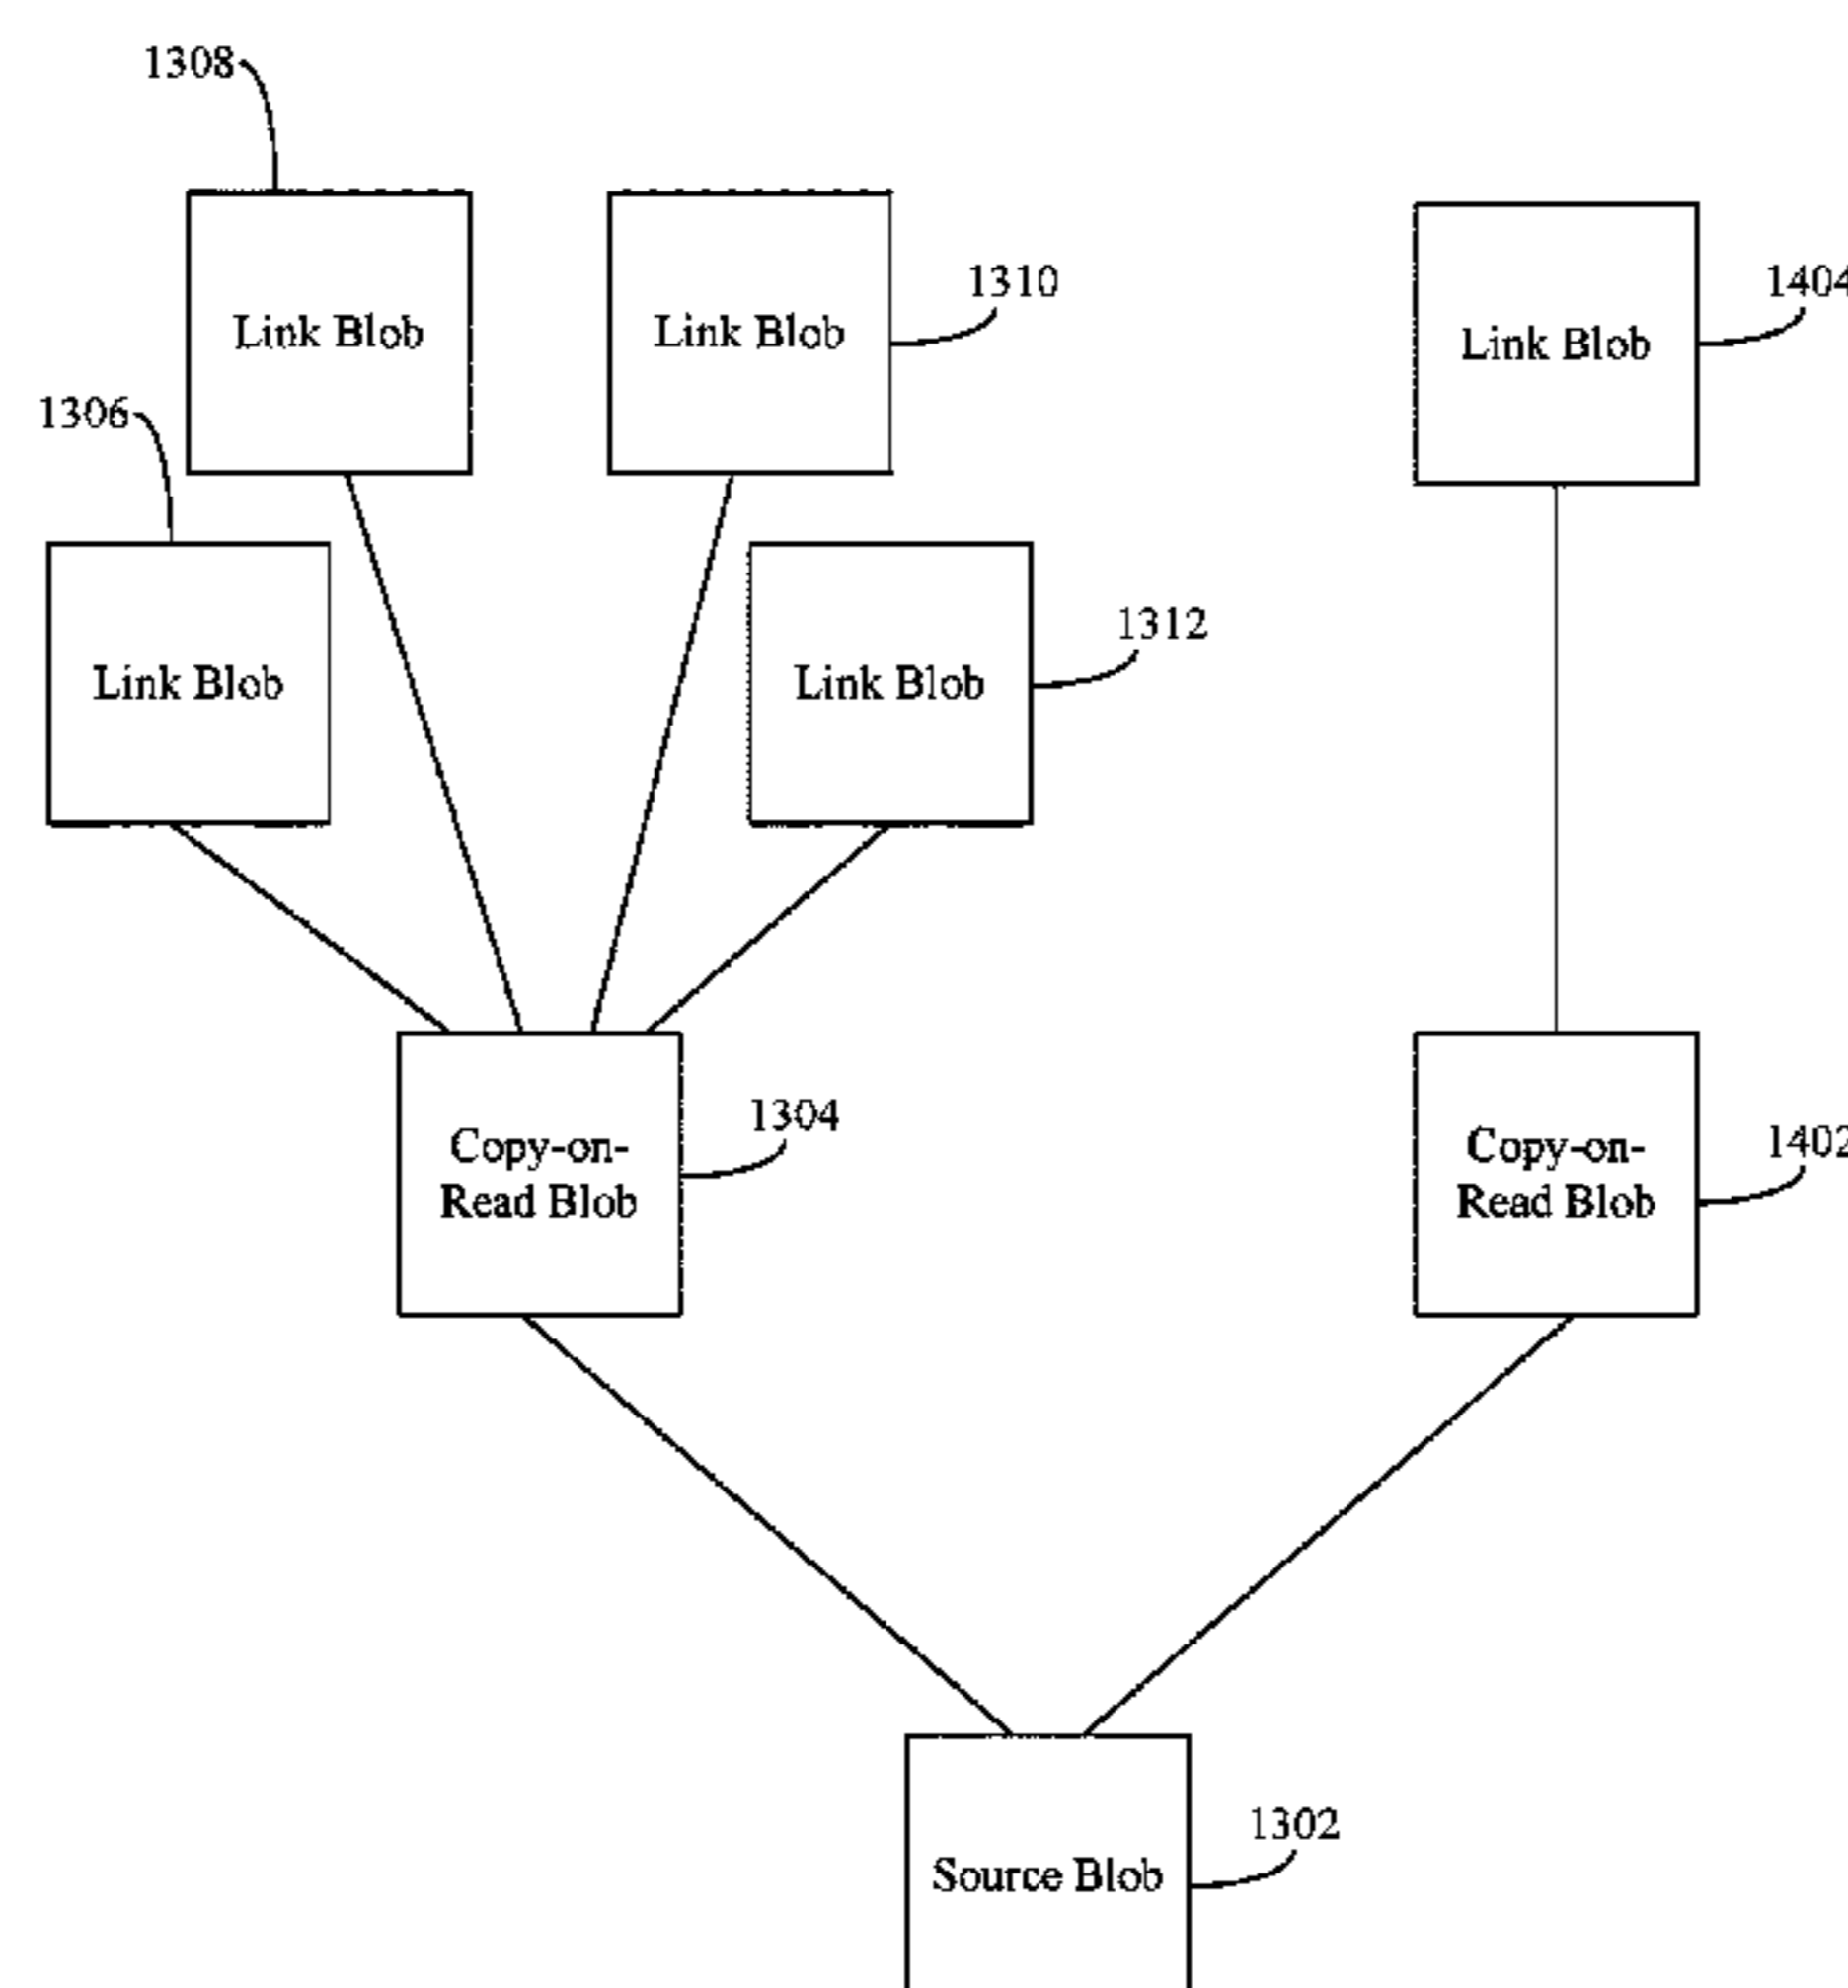 1308
Link Blob
Link Blob
1310
Link Blob
1404
1306
Link Blob
Link Blob
1312
Copy-on-
Read Blob
1304
Copy-on-
Read Blob
1402
Source Blob
1302